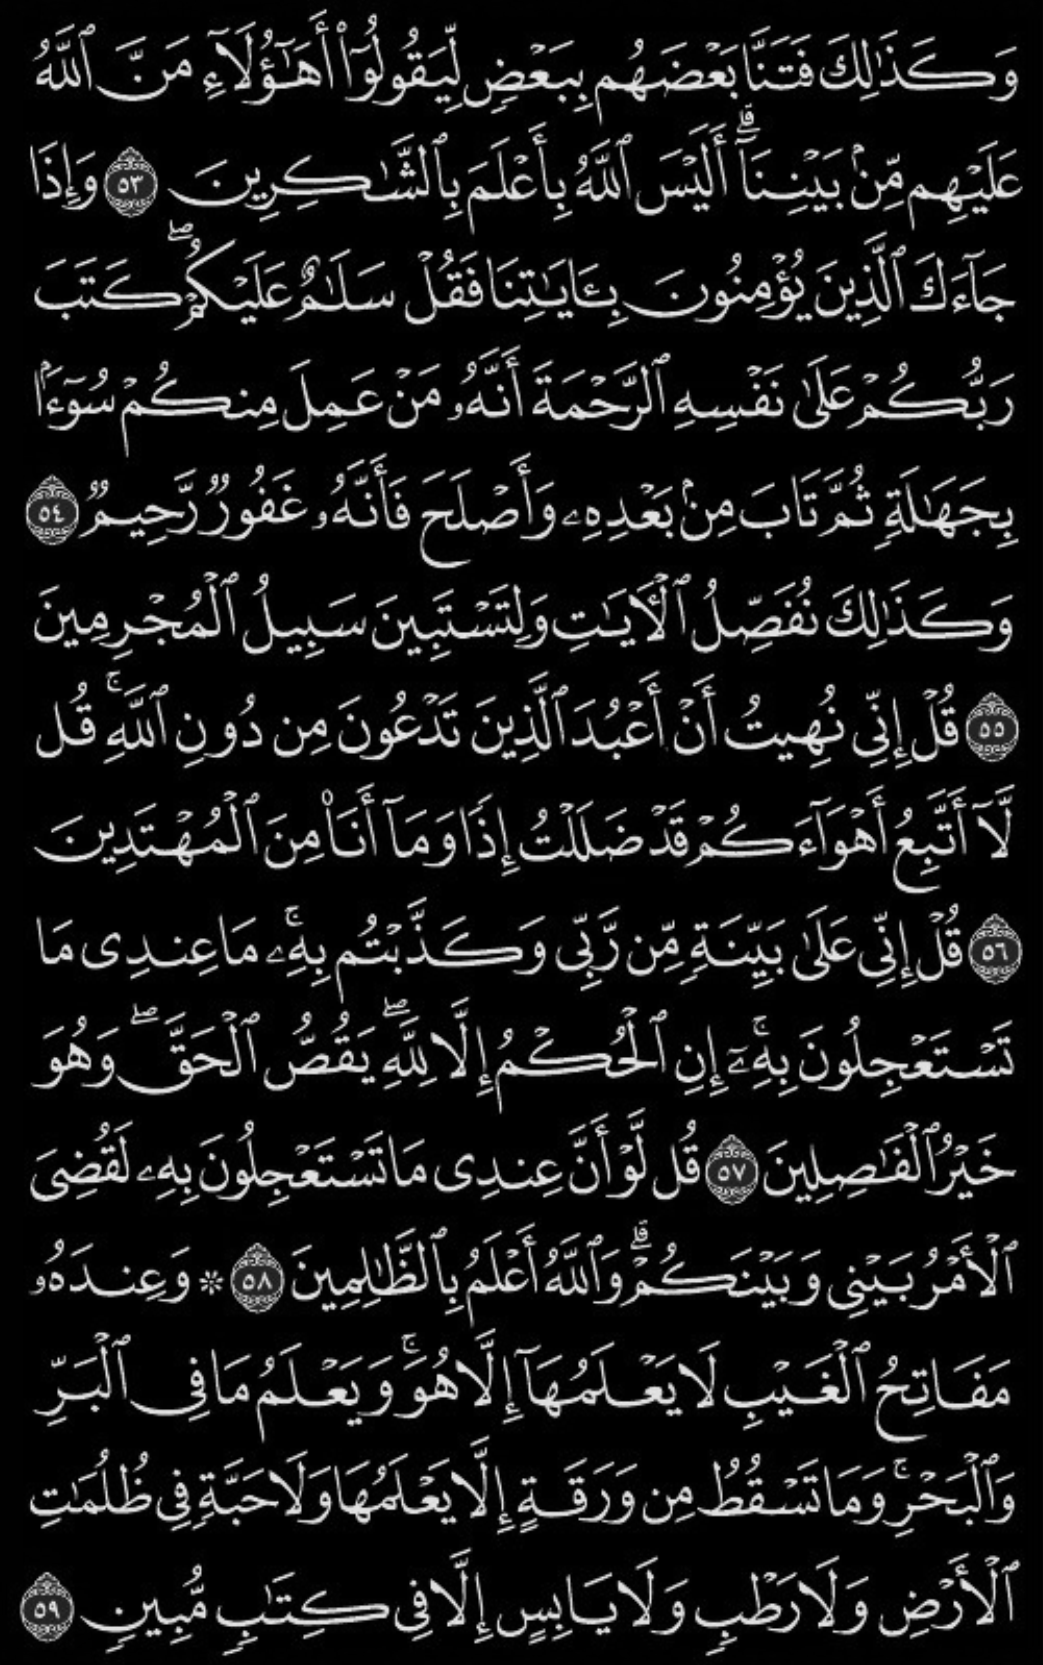 وَكَذَٰلِكَ فَتَنَّا بَعْضَهُم بِبَعْضٍ لِّيَقُولُوٓا۟ أَهَٰٓؤُلَآءِ مَنَّ ٱللَّهُ
عَلَيْهِم مِّنۢ بَيْنِنَآ ۗ أَلَيْسَ ٱللَّهُ بِأَعْلَمَ بِٱلشَّٰكِرِينَ ٥٣ وَإِذَا
جَآءَكَ ٱلَّذِينَ يُؤْمِنُونَ بِـَٔايَٰتِنَا فَقُلْ سَلَٰمٌ عَلَيْكُمْ ۖ كَتَبَ
رَبُّكُمْ عَلَىٰ نَفْسِهِ ٱلرَّحْمَةَ أَنَّهُۥ مَنْ عَمِلَ مِنكُمْ سُوٓءًۢا
بِجَهَٰلَةٍ ثُمَّ تَابَ مِنۢ بَعْدِهِۦ وَأَصْلَحَ فَأَنَّهُۥ غَفُورٌ رَّحِيمٌ ٥٤
وَكَذَٰلِكَ نُفَصِّلُ ٱلْـَٔايَٰتِ وَلِتَسْتَبِينَ سَبِيلُ ٱلْمُجْرِمِينَ
٥٥ قُلْ إِنِّى نُهِيتُ أَنْ أَعْبُدَ ٱلَّذِينَ تَدْعُونَ مِن دُونِ ٱللَّهِ ۚ قُل
لَّآ أَتَّبِعُ أَهْوَآءَكُمْ قَدْ ضَلَلْتُ إِذًا وَمَآ أَنَا۠ مِنَ ٱلْمُهْتَدِينَ
٥٦ قُلْ إِنِّى عَلَىٰ بَيِّنَةٍ مِّن رَّبِّى وَكَذَّبْتُم بِهِۦ ۚ مَا عِندِى مَا
تَسْتَعْجِلُونَ بِهِۦٓ ۚ إِنِ ٱلْحُكْمُ إِلَّا لِلَّهِ ۖ يَقُصُّ ٱلْحَقَّ ۖ وَهُوَ
خَيْرُ ٱلْفَٰصِلِينَ ٥٧ قُل لَّوْ أَنَّ عِندِى مَا تَسْتَعْجِلُونَ بِهِۦ لَقُضِىَ
ٱلْأَمْرُ بَيْنِى وَبَيْنَكُمْ ۗ وَٱللَّهُ أَعْلَمُ بِٱلظَّٰلِمِينَ ٥٨ ۞ وَعِندَهُۥ
مَفَاتِحُ ٱلْغَيْبِ لَا يَعْلَمُهَآ إِلَّا هُوَ ۚ وَيَعْلَمُ مَا فِى ٱلْبَرِّ
وَٱلْبَحْرِ ۚ وَمَا تَسْقُطُ مِن وَرَقَةٍ إِلَّا يَعْلَمُهَا وَلَا حَبَّةٍ فِى ظُلُمَٰتِ
ٱلْأَرْضِ وَلَا رَطْبٍ وَلَا يَابِسٍ إِلَّا فِى كِتَٰبٍ مُّبِينٍ ٥٩